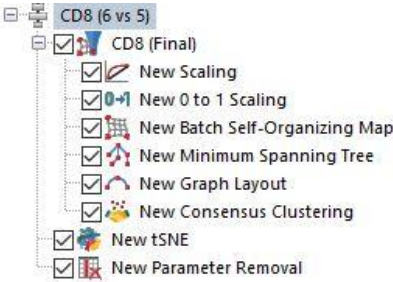 CD8 (6 vs 5)
CD8 (Final)
New Scaling
0→1 New 0 to 1 Scaling
New Batch Self-Organizing Map
New Minimum Spanning Tree
New Graph Layout
New Consensus Clustering
New tSNE
New Parameter Removal